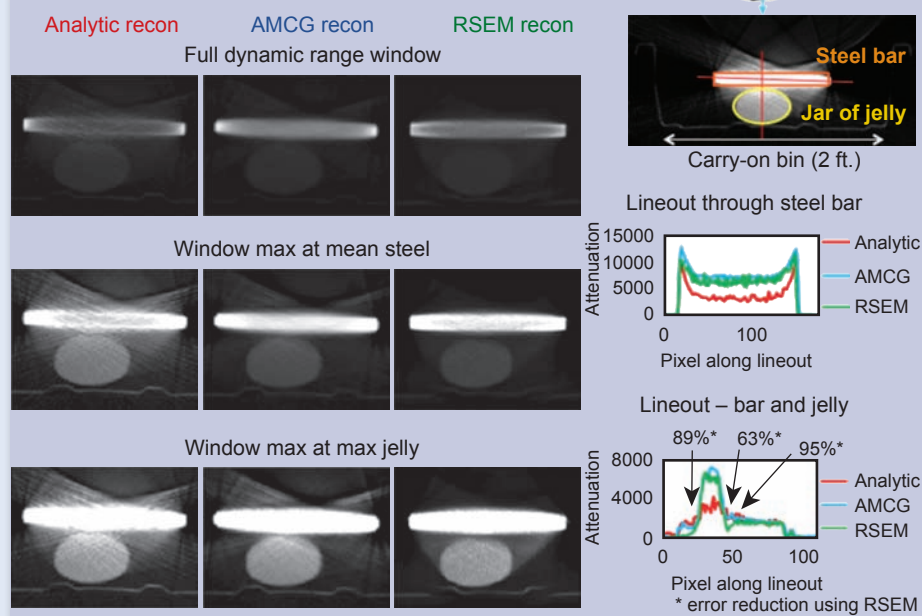 Analytic recon
AMCG recon
RSEM recon
Full dynamic range window
Window max at mean steel
Window max at max jelly
Steel bar
Jar of jelly
Carry-on bin (2 ft.)
Lineout through steel bar
Attenuation
15000
10000
5000
0
100
Pixel along lineout
Analytic
AMCG
RSEM
Lineout – bar and jelly
89%*
63%*
95%*
Attenuation
8000
4000
0
0
50
100
Pixel along lineout
Analytic
AMCG
RSEM
* error reduction using RSEM